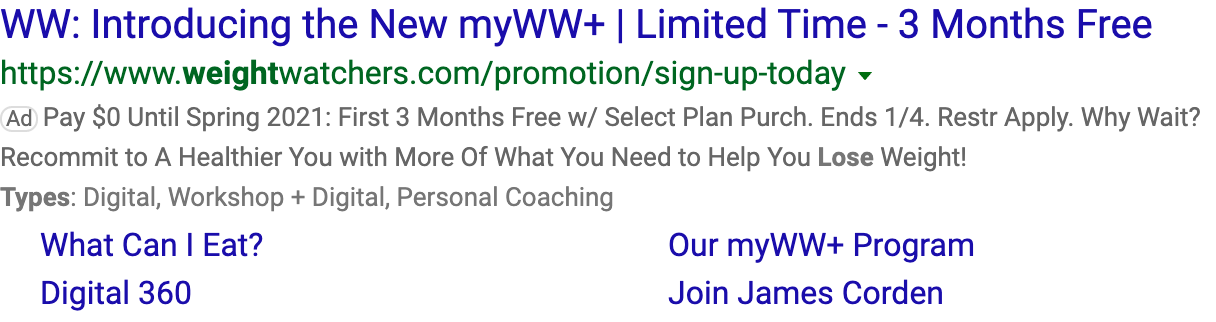 WW: Introducing the New myWW+ | Limited Time - 3 Months Free
https://www.weightwatchers.com/promotion/sign-up-today
Ad Pay $0 Until Spring 2021: First 3 Months Free w/ Select Plan Purch. Ends 1/4. Restr Apply. Why Wait?
Recommit to A Healthier You with More Of What You Need to Help You Lose Weight!
Types: Digital, Workshop + Digital, Personal Coaching
What Can I Eat? Our myWW+ Program
Digital 360 Join James Corden